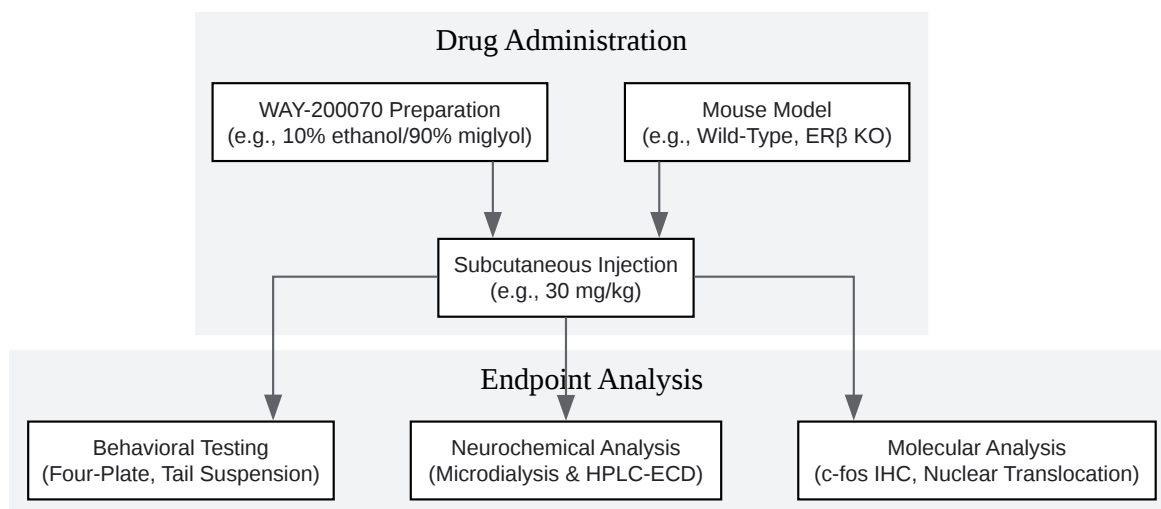 Drug Administration
WAY-200070 Preparation
(e.g., 10% ethanol/90% miglyol)
Mouse Model
(e.g., Wild-Type, ERβ KO)
Subcutaneous Injection
(e.g., 30 mg/kg)
Endpoint Analysis
Behavioral Testing
(Four-Plate, Tail Suspension)
Neurochemical Analysis
(Microdialysis & HPLC-ECD)
Molecular Analysis
(c-fos IHC, Nuclear Translocation)